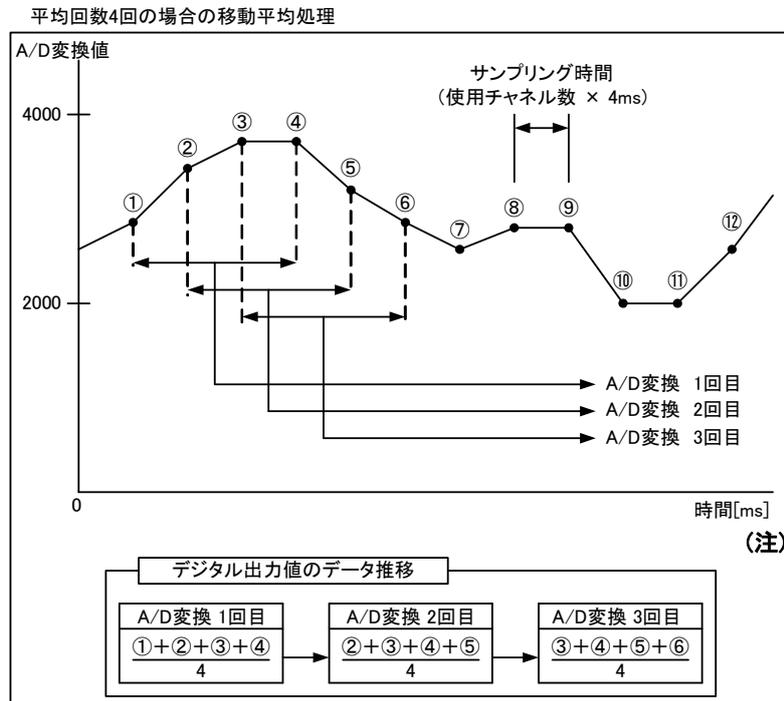 平均回数4回の場合の移動平均処理
A/D変換値
サンプリング時間
(使用チャネル数 × 4ms)
4000
③
④
②
⑤
①
⑥
⑧
⑨
⑫
⑦
2000
⑩
⑪
A/D変換 1回目
A/D変換 2回目
A/D変換 3回目
0
時間[ms]
(注)
デジタル出力値のデータ推移
A/D変換 1回目
①+②+③+④
4
A/D変換 2回目
②+③+④+⑤
4
A/D変換 3回目
③+④+⑤+⑥
4